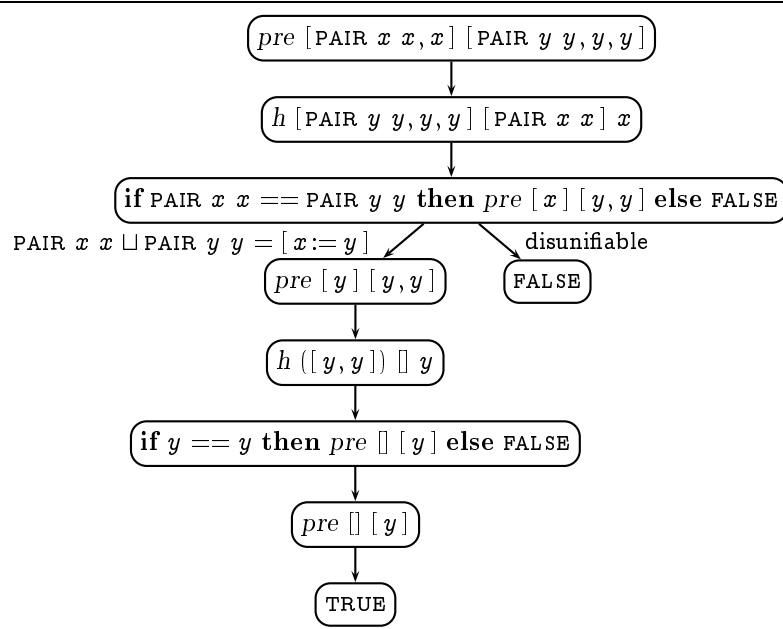 pre [PAIR x x, x] [PAIR y y, y, y]
h [PAIR y y, y, y] [PAIR x x] x
if PAIR x x == PAIR y y then pre [x] [y, y] else FALSE
PAIR x x ⊔ PAIR y y = [x:=y]
disunifiable
pre [y] [y, y]
FALSE
h ([y, y]) [] y
if y == y then pre [] [y] else FALSE
pre [] [y]
TRUE